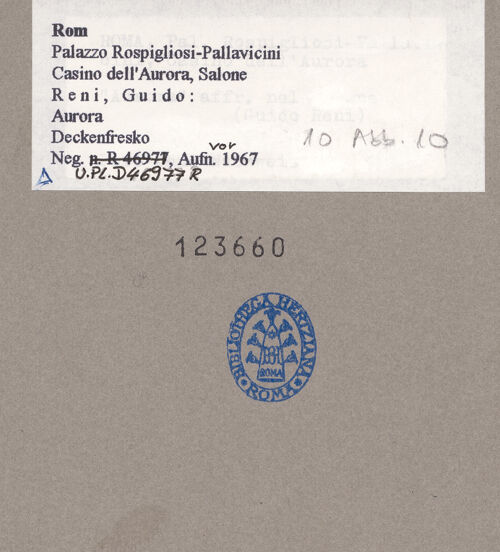 Rom
Palazzo Rospigliosi-Pallavicini
Casino dell'Aurora, Salone
Reni, Guido:
Aurora
Deckenfresko
Neg. n. R 46977, Aufn. vor 1967
U.Pl. D46977R
10 Abb. 10
123660
BIBLIOTHECA HERTZIANA
ROMA
ROMA